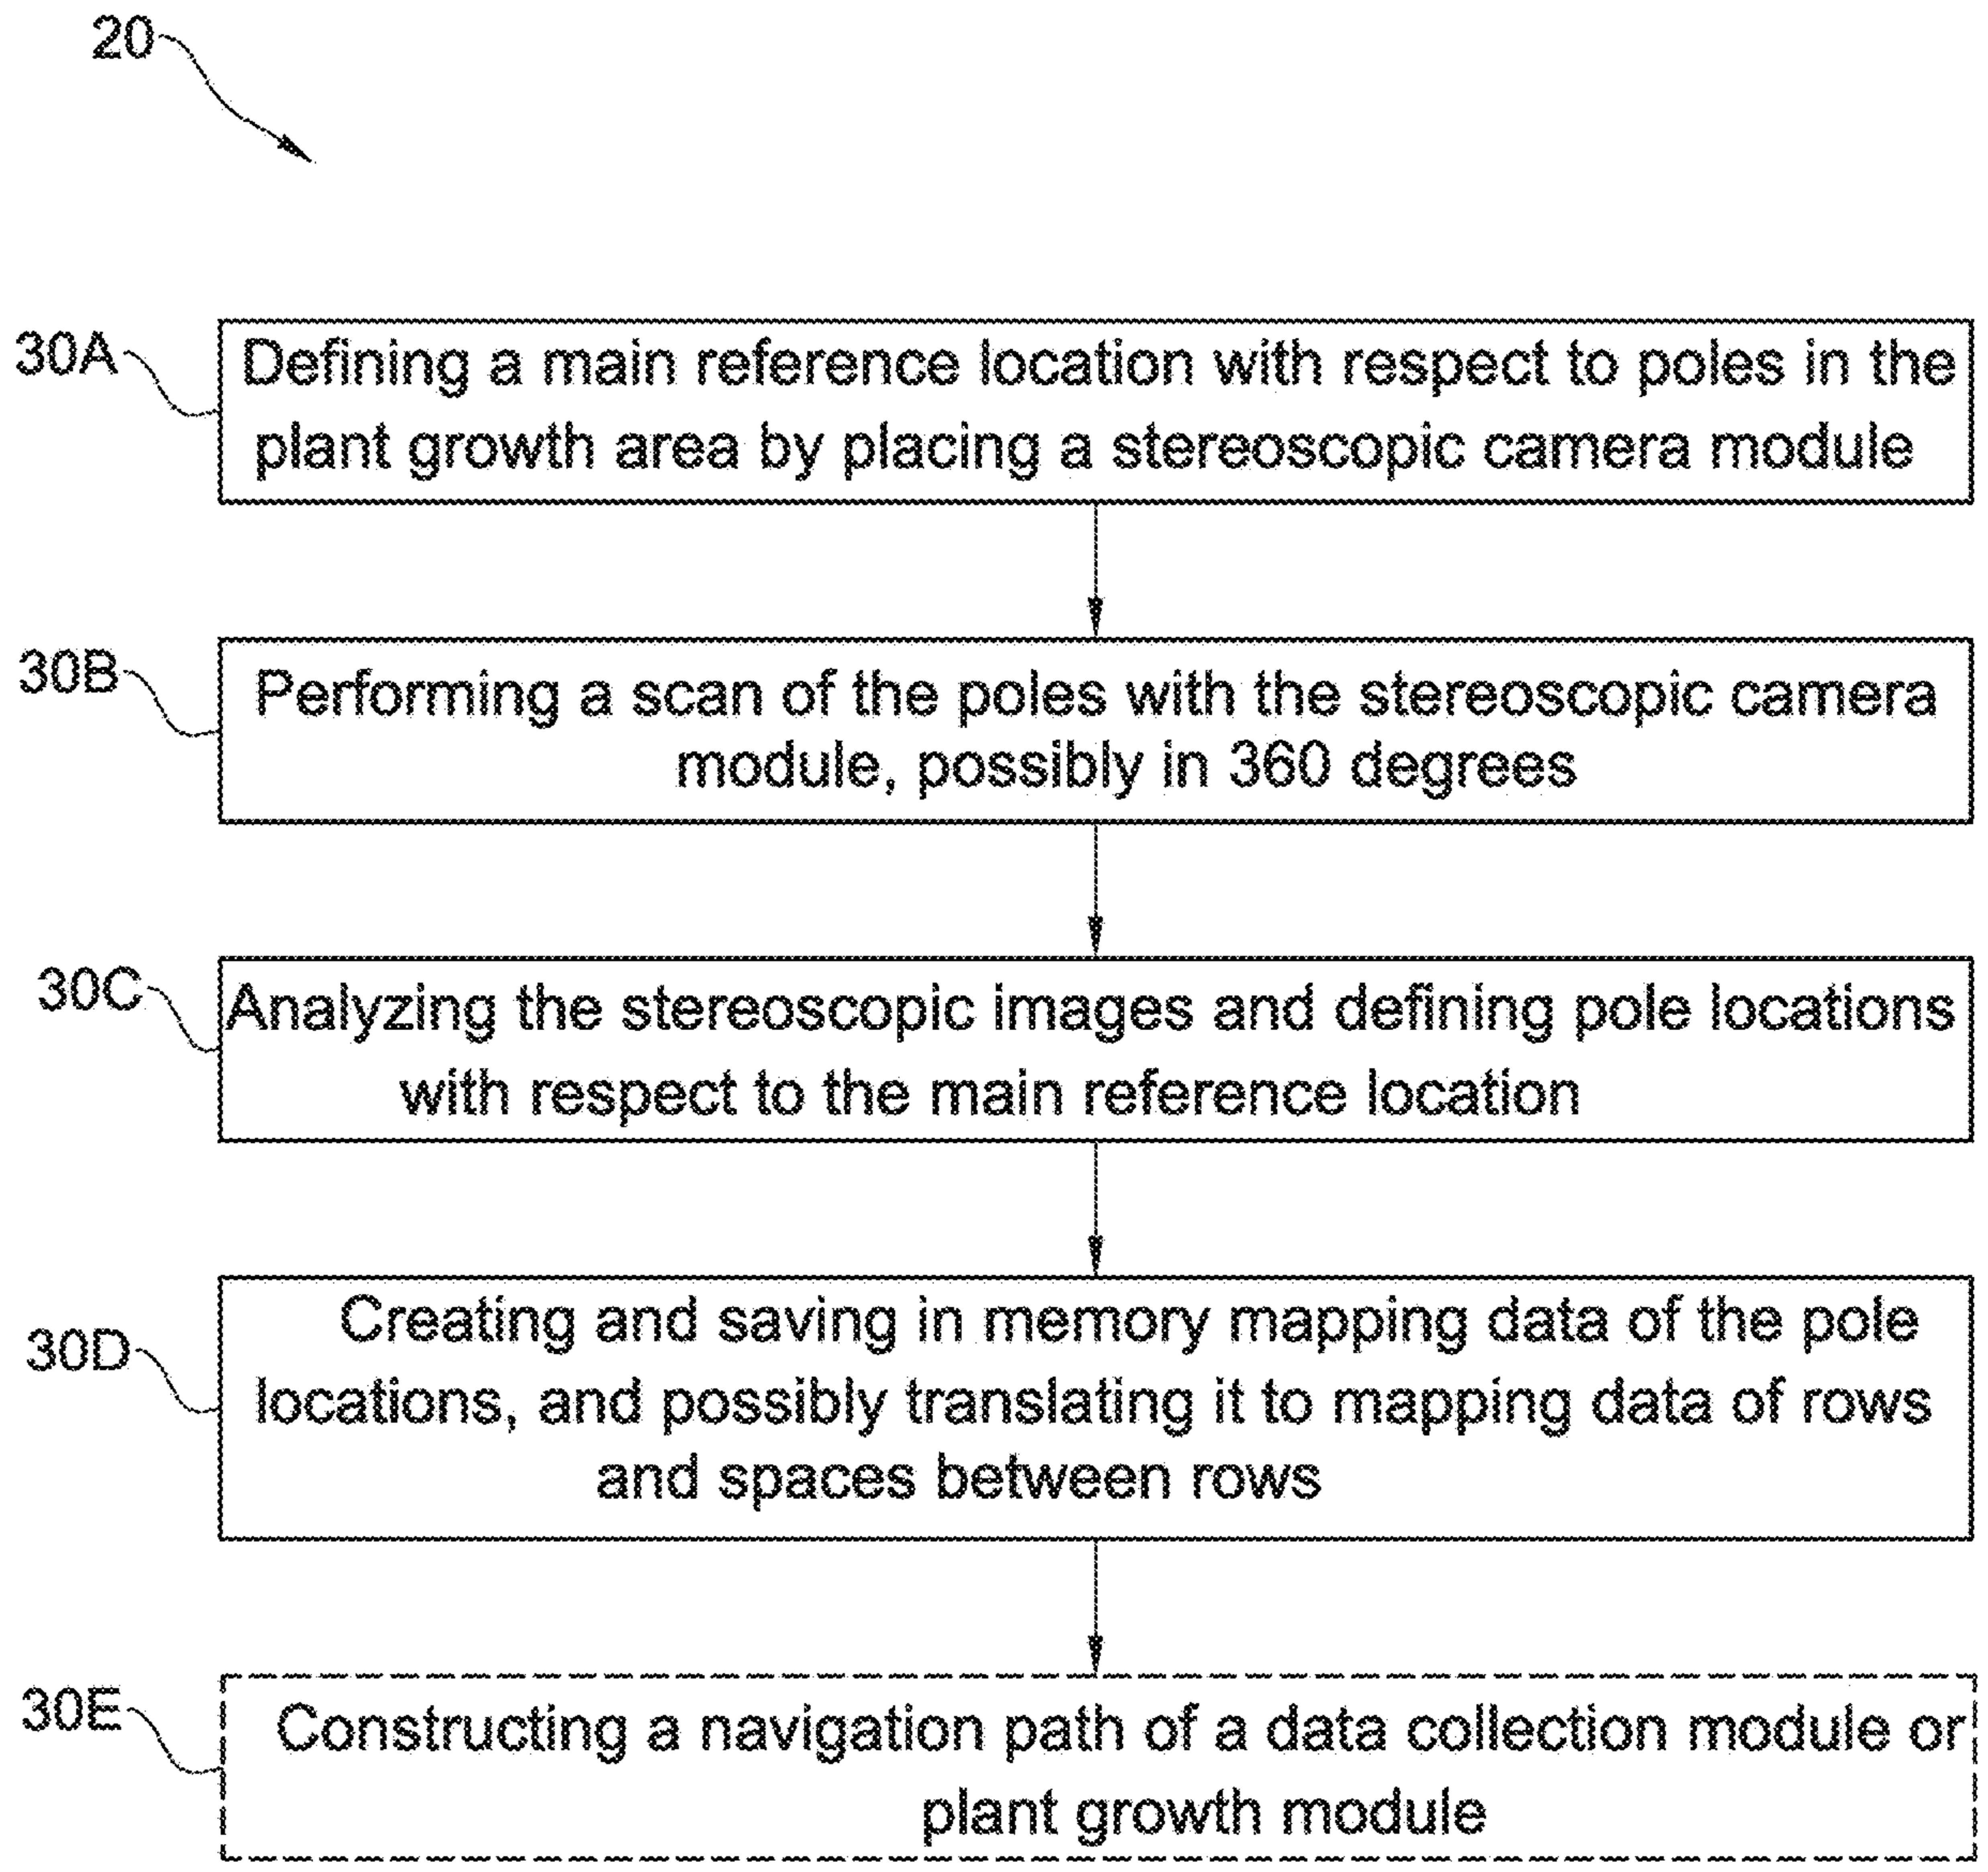 20
30A
Defining a main reference location with respect to poles in the
plant growth area by placing a stereoscopic camera module
30B
Performing a scan of the poles with the stereoscopic camera
module, possibly in 360 degrees
30C
Analyzing the stereoscopic images and defining pole locations
with respect to the main reference location
30D
Creating and saving in memory mapping data of the pole
locations, and possibly translating it to mapping data of rows
and spaces between rows
30E
Constructing a navigation path of a data collection module or
plant growth module